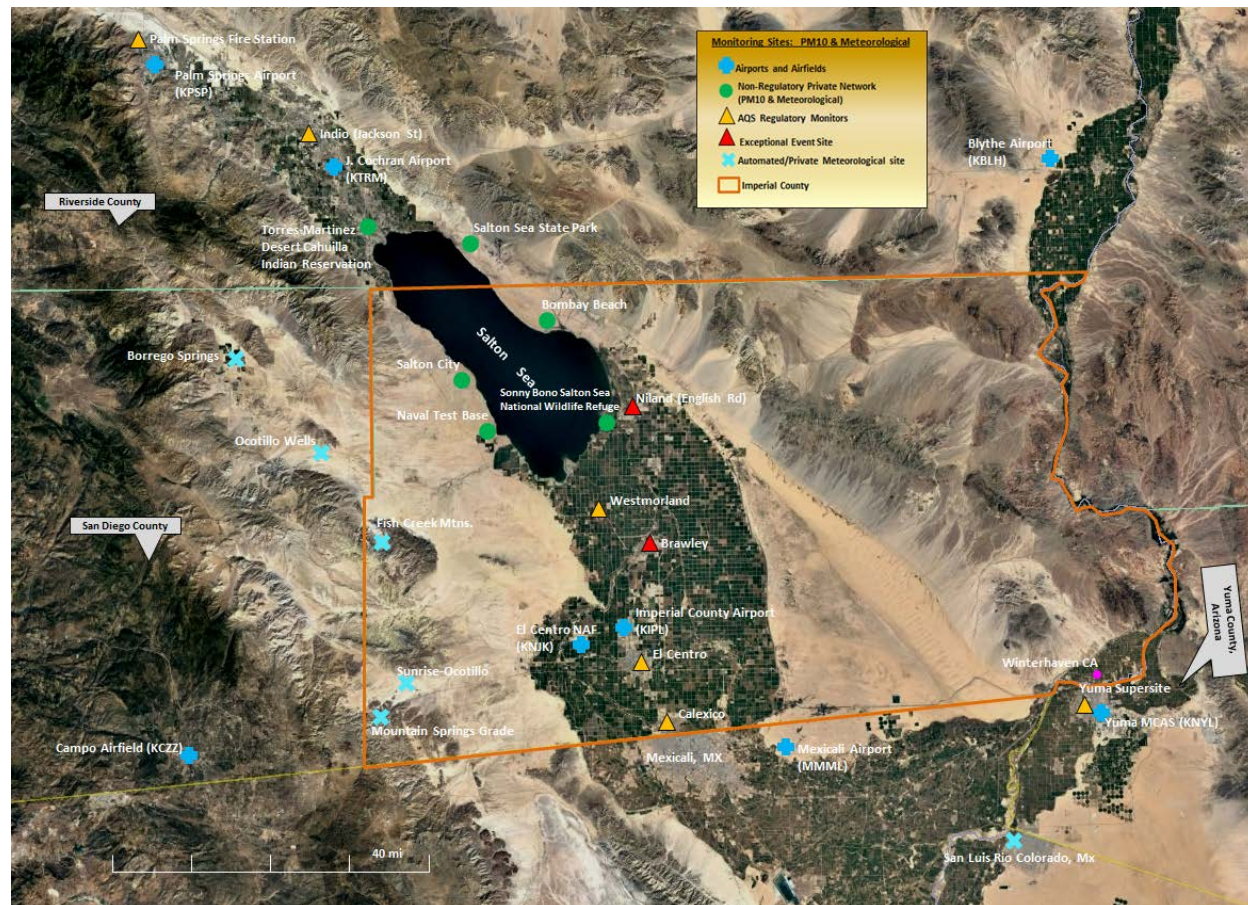 Palm Springs Fire Station
Palm Springs Airport
(KPSP)
Indio (Jackson St)
J. Cochran Airport
(KTRM)
Monitoring Sites: PM10 & Meteorological
Airports and Airfields
Non-Regulatory Private Network
(PM10 & Meteorological)
AQS Regulatory Monitors
Exceptional Event Site
Automated/Private Meteorological site
Imperial County
Blythe Airport
(KBLH)
Riverside County
Torres-Martinez
Desert Cahuilla
Indian Reservation
Salton Sea State Park
Bombay Beach
Salton Sea
Borrego Springs
Salton City
Sonny Bono Salton Sea
National Wildlife Refuge
Niland (English Rd)
Naval Test Base
Ocotillo Wells
Westmorland
San Diego County
Fish Creek Mtns.
Brawley
Imperial County Airport
(KIPL)
El Centro NAF
(KNJK)
El Centro
Yuma County,
Arizona
Sunrise-Ocotillo
Winterhaven CA
Yuma Supersite
Yuma MCAS (KNYL)
Calexico
Mountain Springs Grade
Campo Airfield (KCZZ)
Mexicali, MX
Mexicali Airport
(MMML)
40 mi
San Luis Rio Colorado, Mx